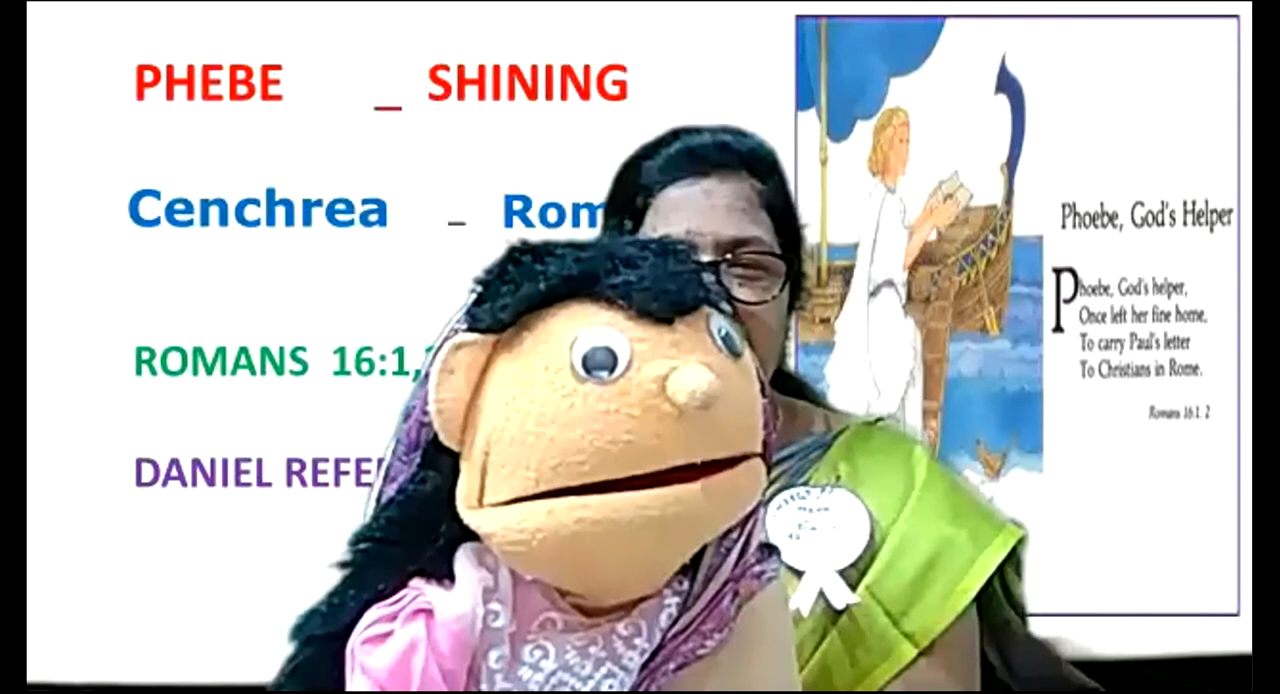 PHEBE _ SHINING
Cenchrea – Rom
ROMANS 16:1,
DANIEL REFE
Phoebe, God's Helper
Phoebe, God's helper,
Once left her fine home,
To carry Paul's letter
To Christians in Rome.
Romans 16:1, 2